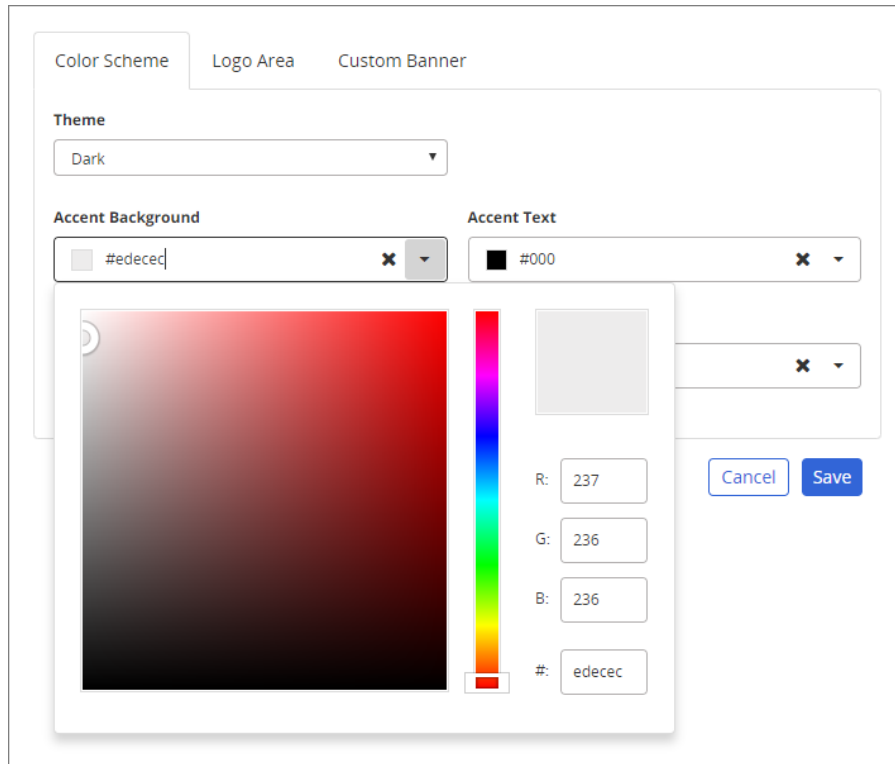 Color Scheme Logo Area Custom Banner
Theme
Dark
Accent Background Accent Text
#edecec #000
R: 237
G: 236
B: 236
#: edecec
Cancel Save